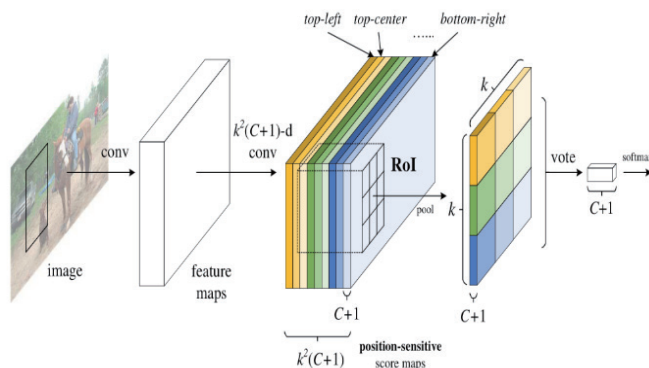 top-left top-center ...... bottom-right
conv
k²(C+1)-d
conv
RoI
pool
k
k
vote
softmax
C+1
image
feature
maps
C+1
C+1
k²(C+1)
position-sensitive
score maps